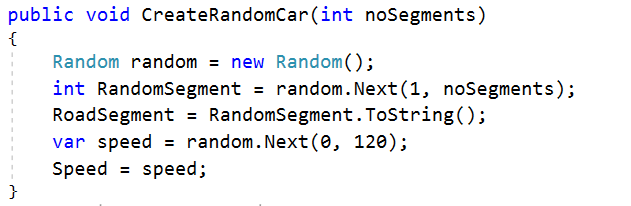 public void CreateRandomCar(int noSegments)
{
Random random = new Random();
int RandomSegment = random.Next(1, noSegments);
RoadSegment = RandomSegment.ToString();
var speed = random.Next(0, 120);
Speed = speed;
}